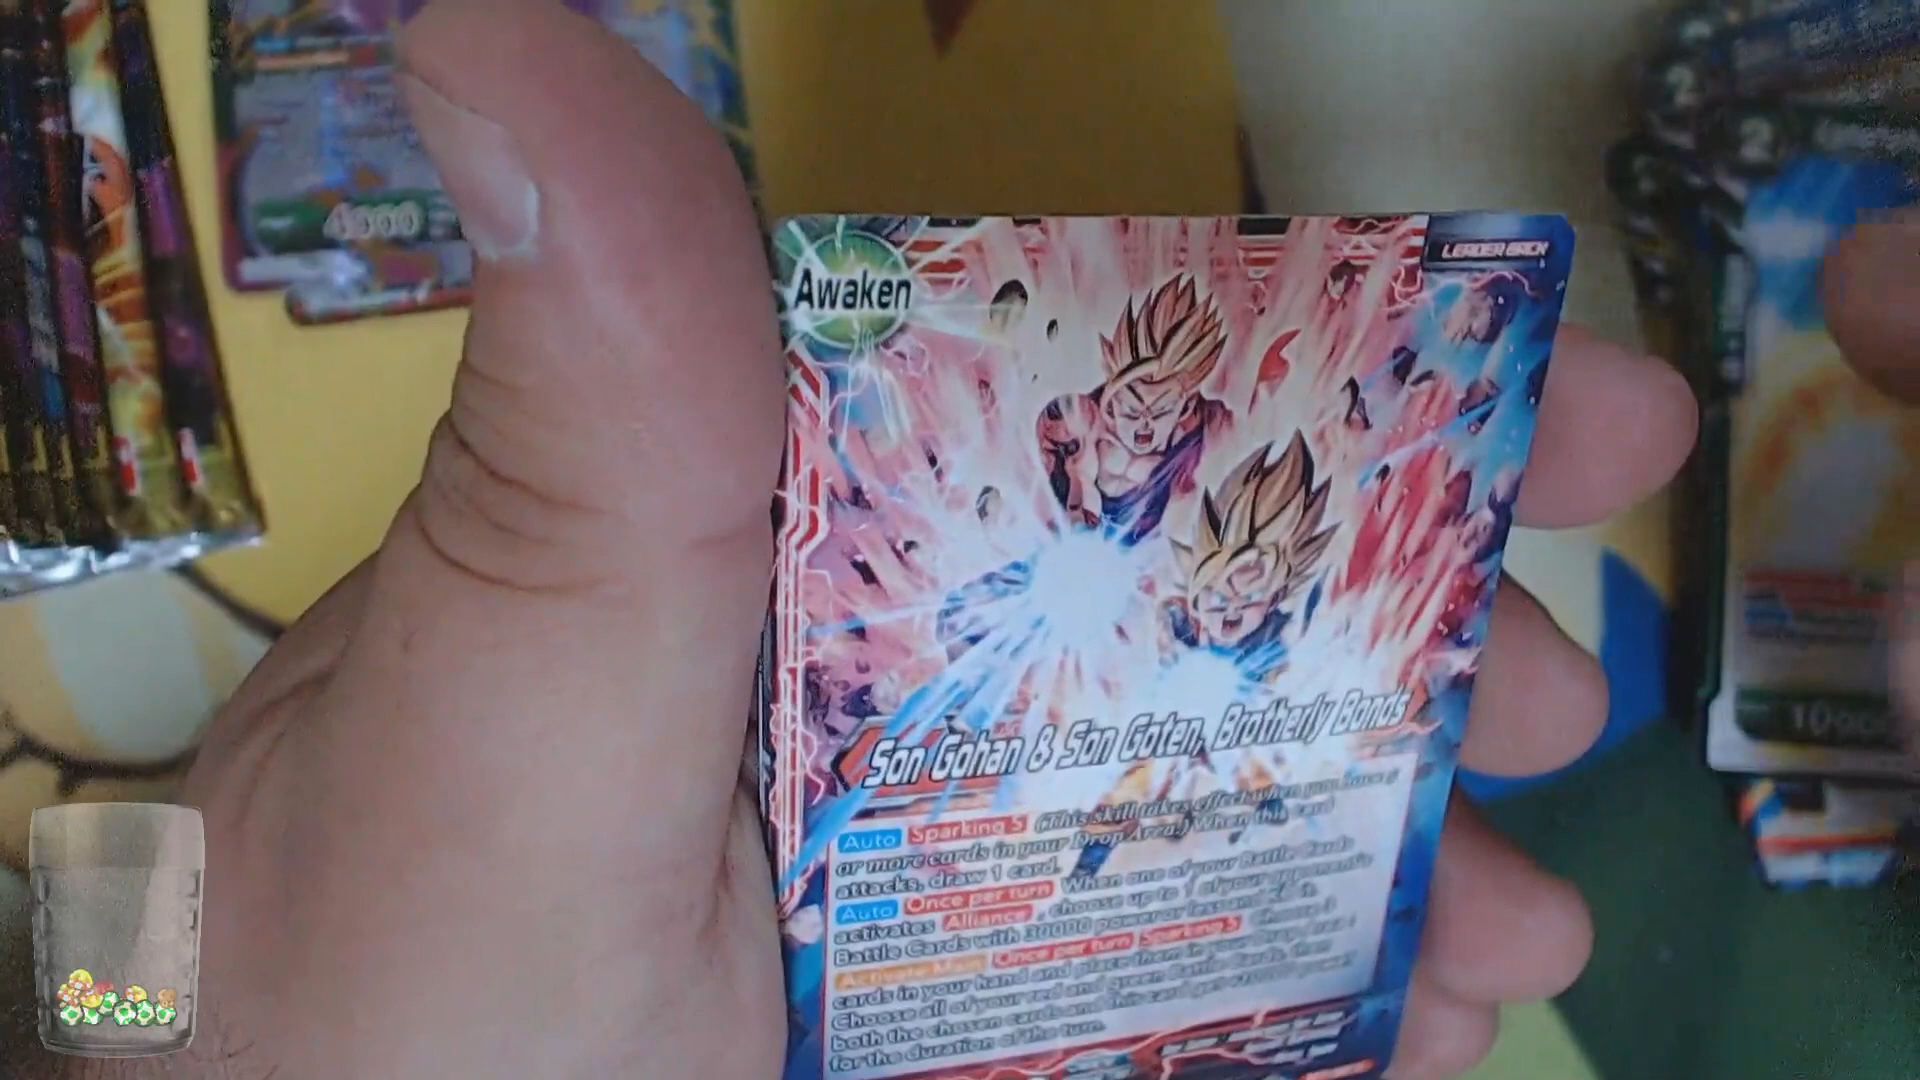 2
2
4000
Awaken
LEADER BACK
Son Gohan & Son Goten, Brotherly Bonds
Auto Sparking 5 (This skill takes effect when you have 5
or more cards in your Drop Area.) When this card
attacks, draw 1 card.
Auto Once per turn When one of your Battle Cards
activates Alliance, choose up to 1 of your opponent's
Battle Cards with 30000 power or less and KO it.
Activate Main Once per turn Sparking 5 Choose 3
cards in your hand and place them in your Drop Area:
Choose all of your red and green Battle Cards, then
both the chosen cards and this card get +10000 power
for the duration of the turn.